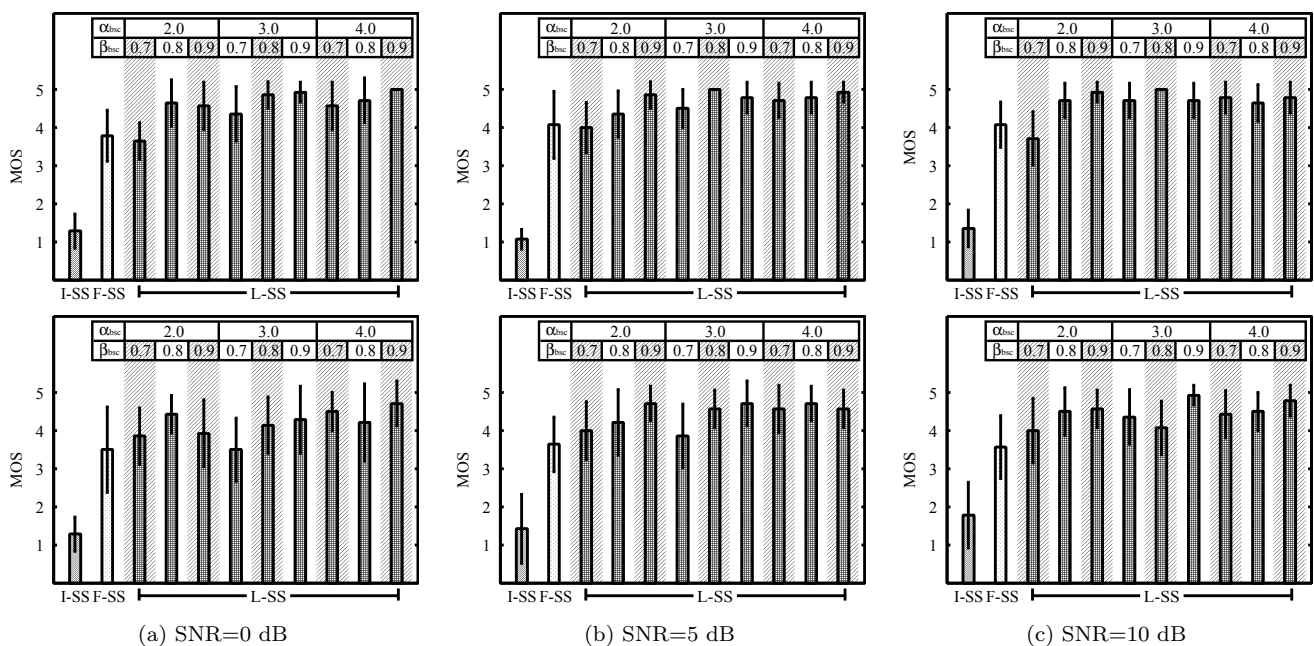 αbsc 2.0 3.0 4.0
βbsc 0.7 0.8 0.9 0.7 0.8 0.9 0.7 0.8 0.9
5
4
3
2
1
MOS
I-SS F-SS L-SS
αbsc 2.0 3.0 4.0
βbsc 0.7 0.8 0.9 0.7 0.8 0.9 0.7 0.8 0.9
5
4
3
2
1
MOS
I-SS F-SS L-SS
αbsc 2.0 3.0 4.0
βbsc 0.7 0.8 0.9 0.7 0.8 0.9 0.7 0.8 0.9
5
4
3
2
1
MOS
I-SS F-SS L-SS
αbsc 2.0 3.0 4.0
βbsc 0.7 0.8 0.9 0.7 0.8 0.9 0.7 0.8 0.9
5
4
3
2
1
MOS
I-SS F-SS L-SS
αbsc 2.0 3.0 4.0
βbsc 0.7 0.8 0.9 0.7 0.8 0.9 0.7 0.8 0.9
5
4
3
2
1
MOS
I-SS F-SS L-SS
αbsc 2.0 3.0 4.0
βbsc 0.7 0.8 0.9 0.7 0.8 0.9 0.7 0.8 0.9
5
4
3
2
1
MOS
I-SS F-SS L-SS
(a) SNR=0 dB
(b) SNR=5 dB
(c) SNR=10 dB